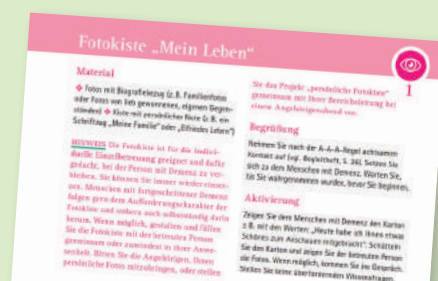 Fotokiste „Mein Leben“
1
Material
❖ Fotos mit Biografiebezug (z. B. Familienfotos
oder Fotos von lieb gewonnenen, eigenen Gegen-
ständen) ❖ Kiste mit persönlicher Note (z. B. ein
Schriftzug „Meine Familie“ oder „Elfriedes Leben“)
HINWEIS Die Fotokiste ist für die indivi-
duelle Einzelbetreuung geeignet und dafür
gedacht, bei der Person mit Demenz zu ver-
bleiben. Sie können sie immer wieder einset-
zen. Menschen mit fortgeschrittener Demenz
folgen gern dem Aufforderungscharakter der
Fotokiste und stöbern auch selbstständig darin
herum. Wenn möglich, gestalten und füllen
Sie die Fotokiste mit der betreuten Person
gemeinsam oder zumindest in ihrer Anwe-
senheit. Bitten Sie die Angehörigen, Ihnen
persönliche Fotos mitzubringen, oder stellen
Sie das Projekt „persönliche Fotokiste“
gemeinsam mit Ihrer Bereichsleitung bei
einem Angehörigenabend vor.
Begrüßung
Nehmen Sie nach der A-A-A-Regel achtsamen
Kontakt auf (vgl. Begleitheft, S. 36). Setzen Sie
sich zu dem Menschen mit Demenz. Warten Sie,
bis Sie wahrgenommen wurden, bevor Sie beginnen.
Aktivierung
Zeigen Sie dem Menschen mit Demenz den Karton
z. B. mit den Worten: „Heute habe ich Ihnen etwas
Schönes zum Anschauen mitgebracht“. Schütteln
Sie den Karton und zeigen Sie der betreuten Person
die Fotos. Wenn möglich, kommen Sie ins Gespräch.
Stellen Sie keine überfordernden Wissensfragen.